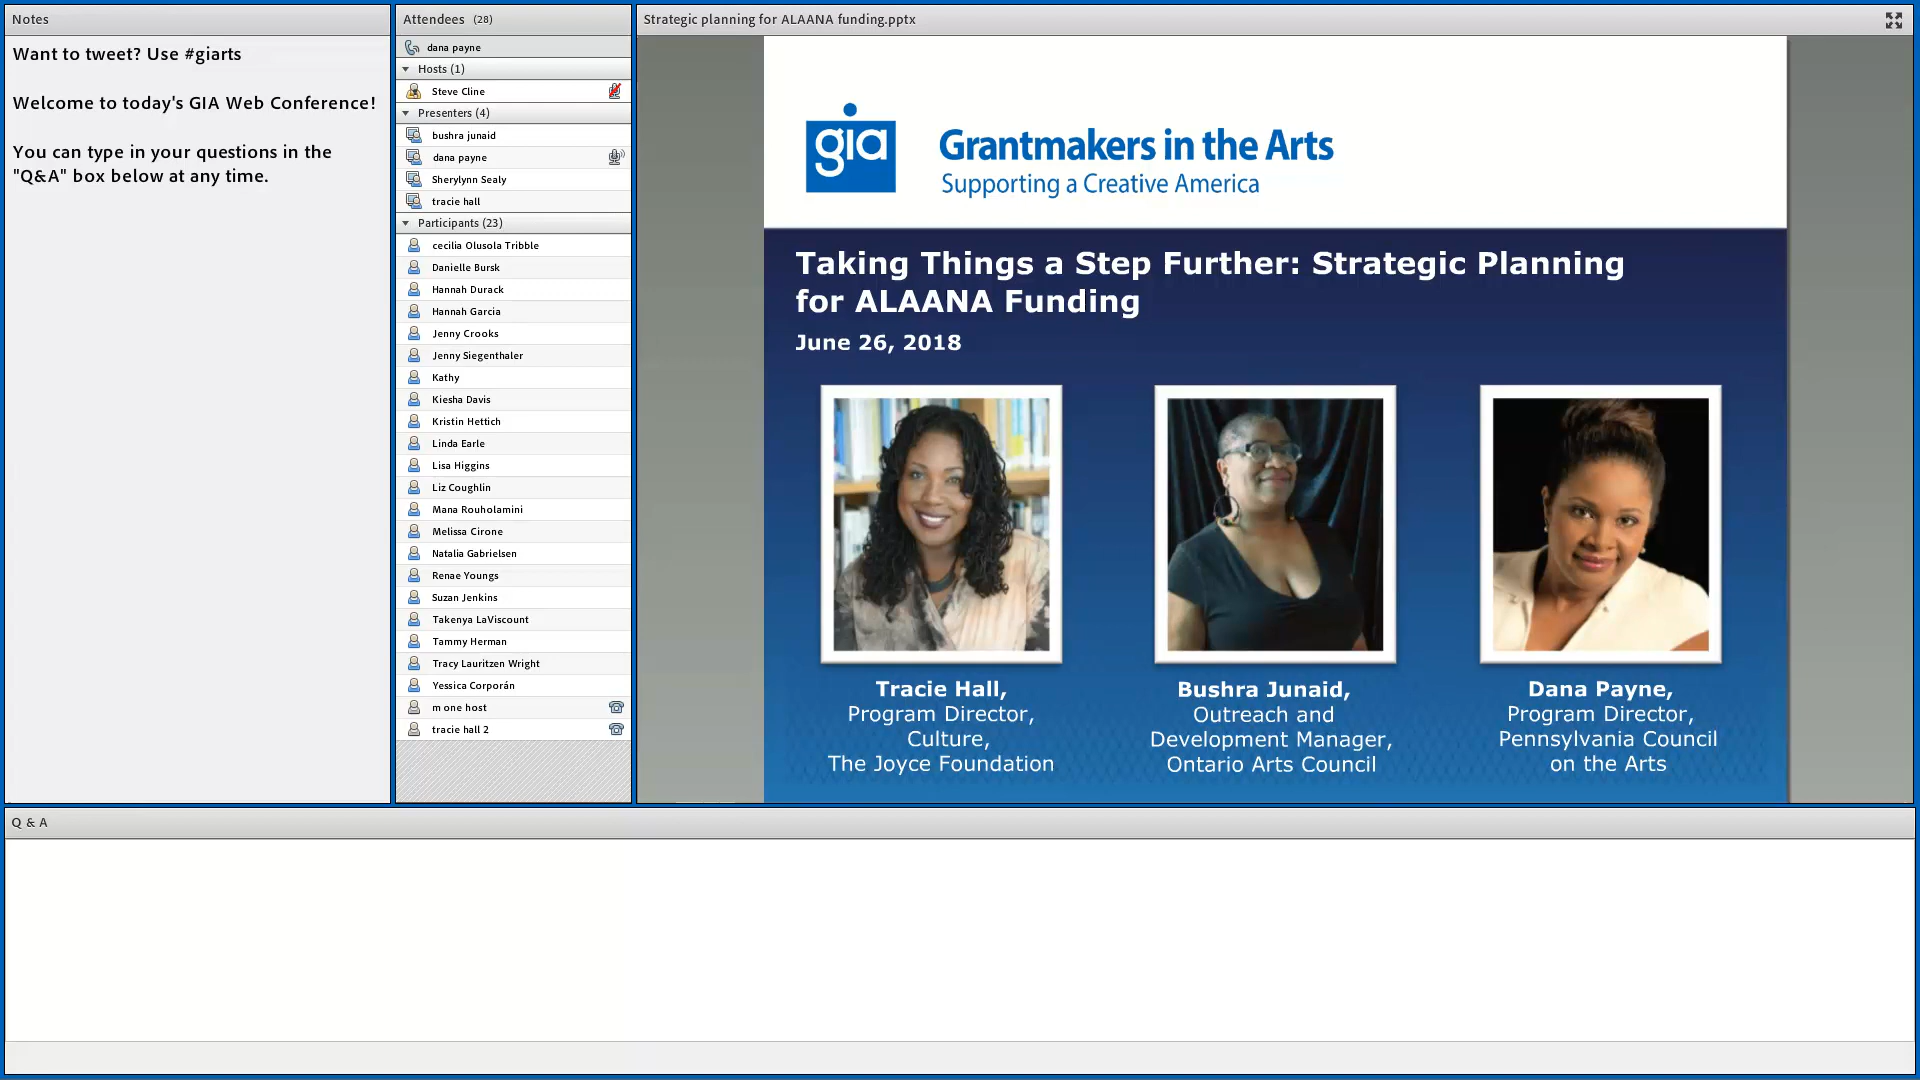 Notes
Want to tweet? Use #giarts
Welcome to today's GIA Web Conference!
You can type in your questions in the
"Q&A" box below at any time.
Attendees (28)
dana payne
Hosts (1)
Steve Cline
Presenters (4)
bushra junaid
dana payne
Sherylynn Sealy
tracie hall
Participants (23)
cecilia Olusola Tribble
Danielle Bursk
Hannah Durack
Hannah Garcia
Jenny Crooks
Jenny Siegenthaler
Kathy
Kiesha Davis
Kristin Hettich
Linda Earle
Lisa Higgins
Liz Coughlin
Mana Rouholamini
Melissa Cirone
Natalia Gabrielsen
Renae Youngs
Suzan Jenkins
Takenya LaViscount
Tammy Herman
Tracy Lauritzen Wright
Yessica Corporán
m one host
tracie hall 2
Strategic planning for ALAANA funding.pptx
gia
Grantmakers in the Arts
Supporting a Creative America
Taking Things a Step Further: Strategic Planning
for ALAANA Funding
June 26, 2018
Tracie Hall,
Program Director,
Culture,
The Joyce Foundation
Bushra Junaid,
Outreach and
Development Manager,
Ontario Arts Council
Dana Payne,
Program Director,
Pennsylvania Council
on the Arts
Q & A